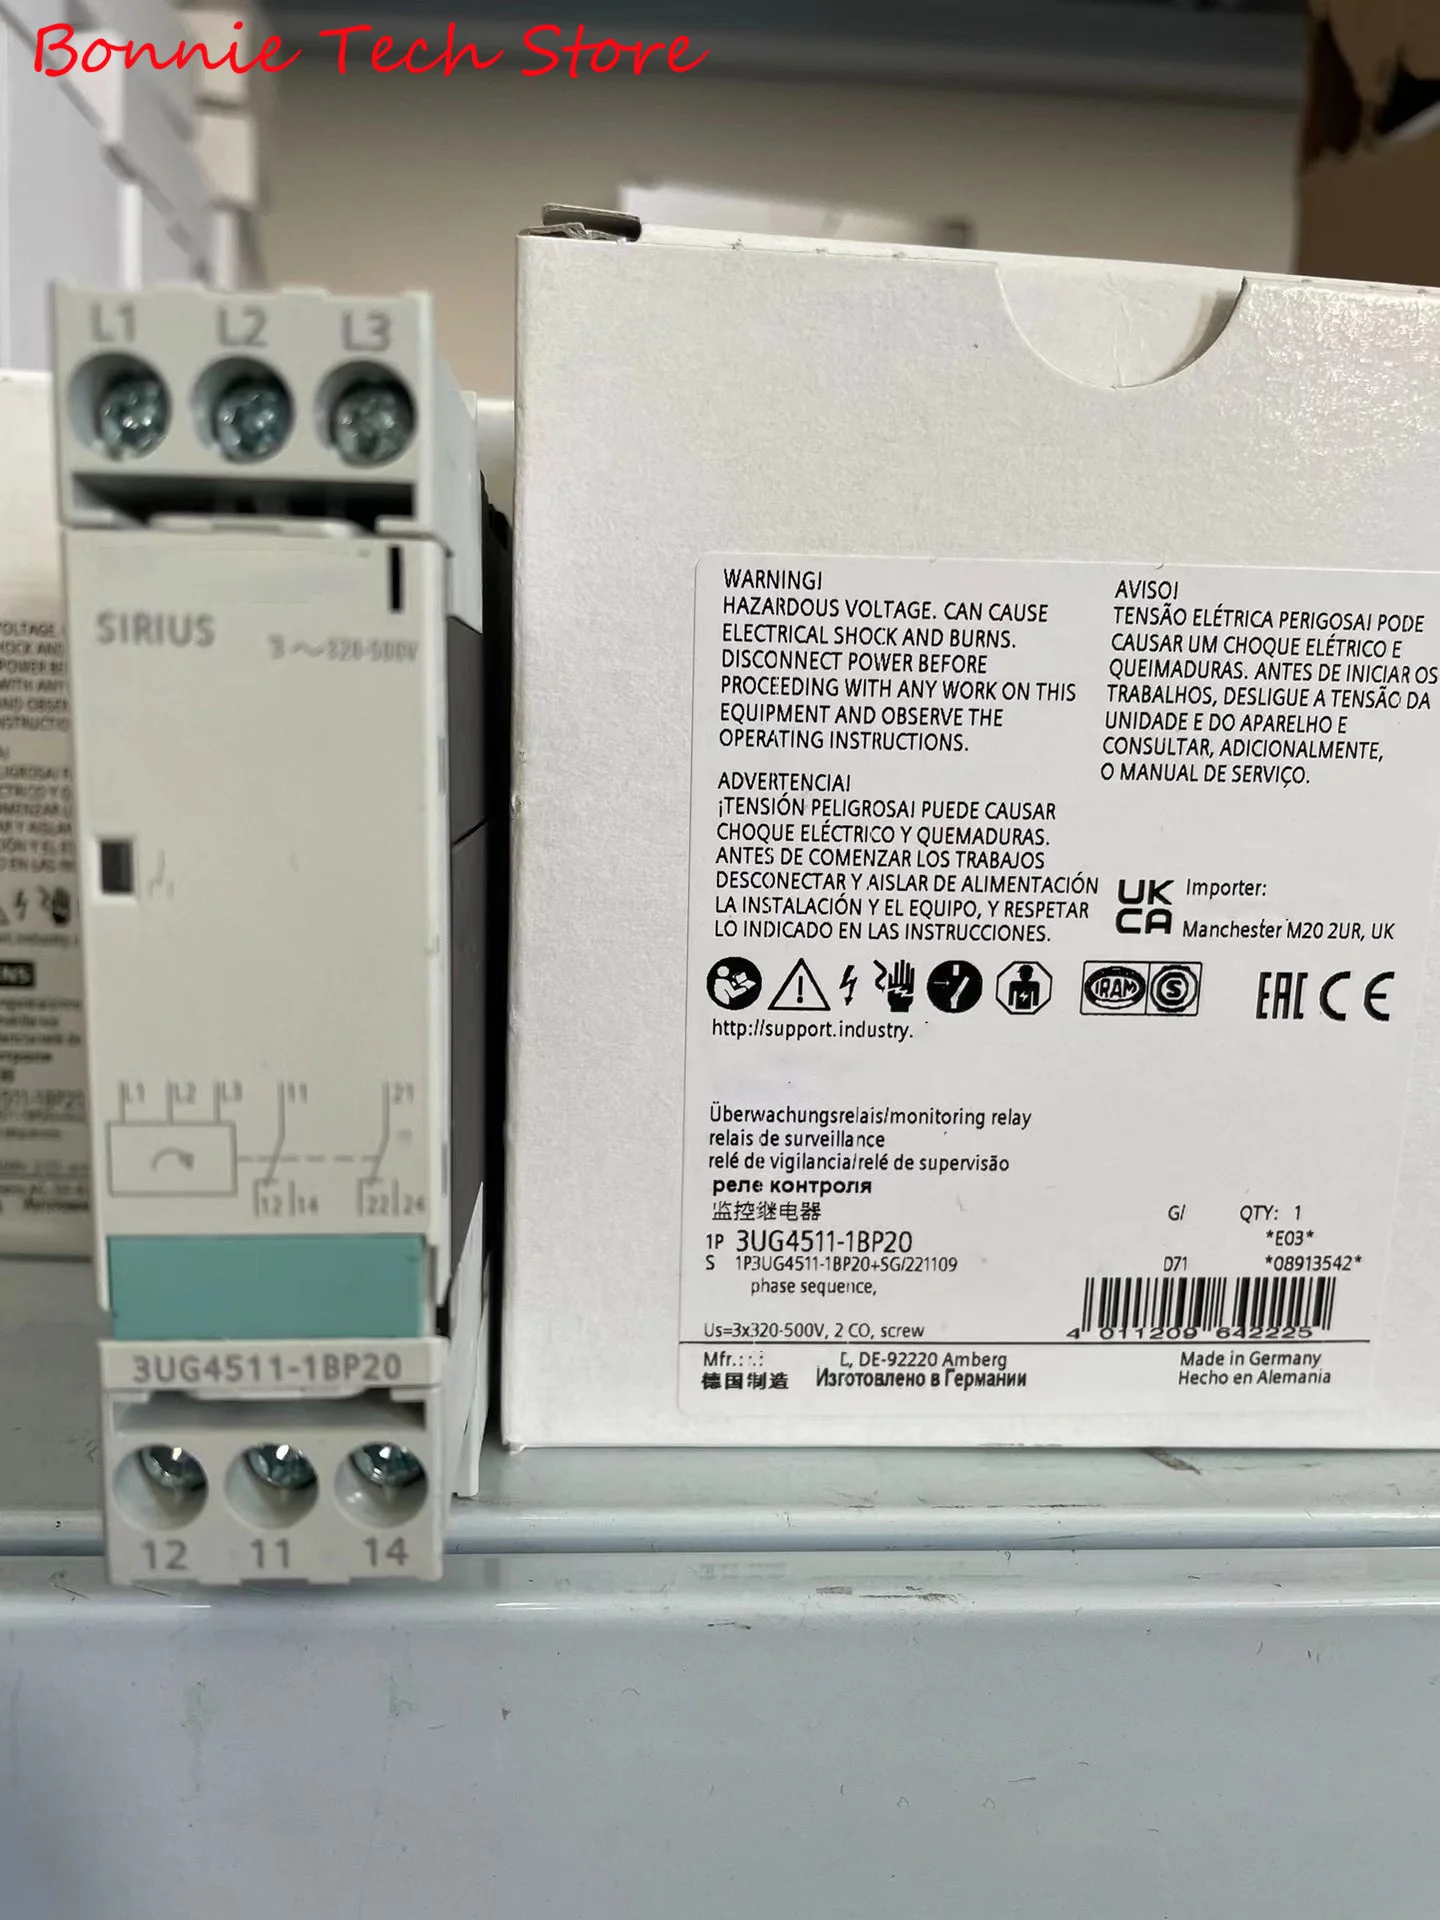 Bonnie Tech Store
L1 L2 L3
SIRIUS
3~320-500V
L1 L2 L3 11 21
12 14 22 24
3UG4511-1BP20
12 11 14
WARNING!
HAZARDOUS VOLTAGE. CAN CAUSE
ELECTRICAL SHOCK AND BURNS.
DISCONNECT POWER BEFORE
PROCEEDING WITH ANY WORK ON THIS
EQUIPMENT AND OBSERVE THE
OPERATING INSTRUCTIONS.
ADVERTENCIA!
¡TENSIÓN PELIGROSA! PUEDE CAUSAR
CHOQUE ELÉCTRICO Y QUEMADURAS.
ANTES DE COMENZAR LOS TRABAJOS
DESCONECTAR Y AISLAR DE ALIMENTACIÓN
LA INSTALACIÓN Y EL EQUIPO, Y RESPETAR
LO INDICADO EN LAS INSTRUCCIONES.
AVISO!
TENSÃO ELÉTRICA PERIGOSA! PODE
CAUSAR UM CHOQUE ELÉTRICO E
QUEIMADURAS. ANTES DE INICIAR OS
TRABALHOS, DESLIGUE A TENSÃO DA
UNIDADE E DO APARELHO E
CONSULTAR, ADICIONALMENTE,
O MANUAL DE SERVIÇO.
UK
CA
Importer:
Manchester M20 2UR, UK
IRAM S
EAC CE
http://support.industry.
Überwachungsrelais/monitoring relay
relais de surveillance
relé de vigilancia/relé de supervisão
реле контроля
监控继电器
1P 3UG4511-1BP20
S 1P3UG4511-1BP20+SG/221109
phase sequence,
Us=3x320-500V, 2 CO, screw
G/ QTY: 1
*E03*
D71 *08913542*
4 011209 642225
Mfr.: DE-92220 Amberg
德国制造 Изготовлено в Германии
Made in Germany
Hecho en Alemania